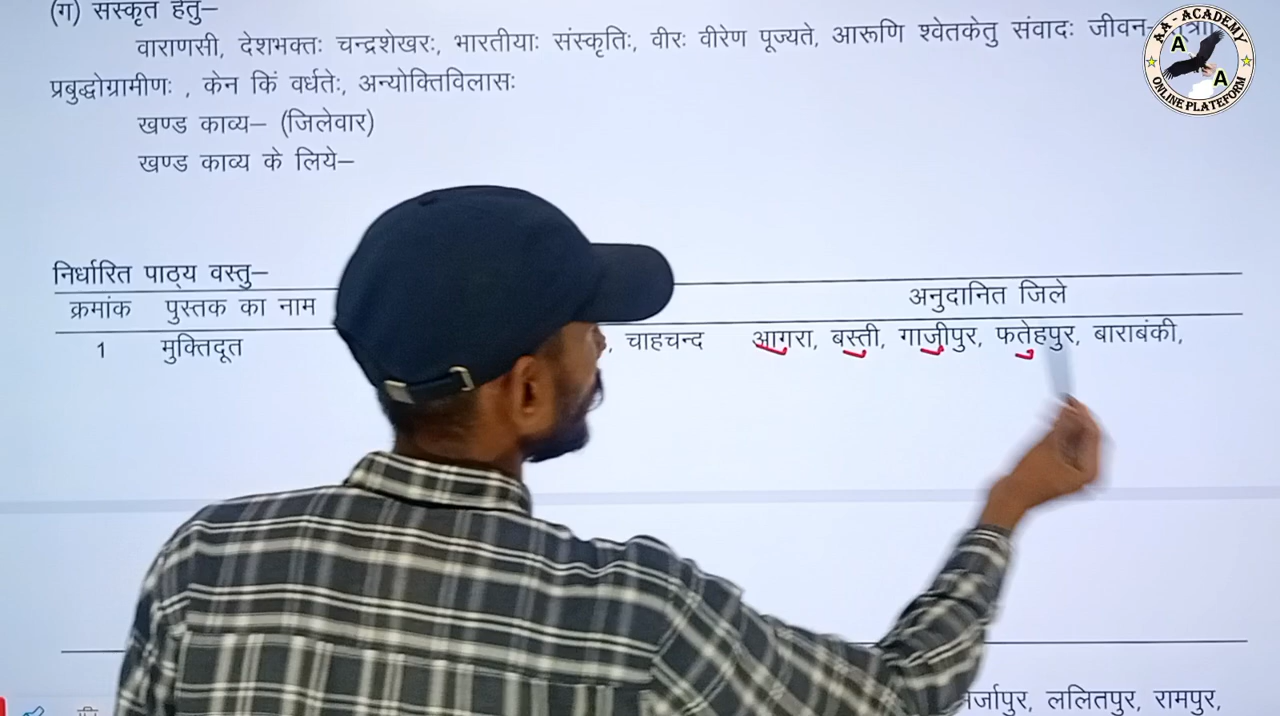 (ग) संस्कृत हेतु–
वाराणसी, देशभक्तः चन्द्रशेखरः, भारतीयाः संस्कृतिः, वीरः वीरेण पूज्यते, आरूणि श्वेतकेतु संवादः जीवन-
प्रबुद्धोग्रामीणः , केन किं वर्धतेः, अन्योक्तिविलासः
खण्ड काव्य– (जिलेवार)
खण्ड काव्य के लिये–
निर्धारित पाठ्य वस्तु–
क्रमांक पुस्तक का नाम अनुदानित जिले
1 मुक्तिदूत , चाहचन्द आगरा, बस्ती, गाजीपुर, फतेहपुर, बाराबंकी,
ललितपुर, रामपुर,
AA - ACADEMY
A
A
ONLINE PLATEFORM